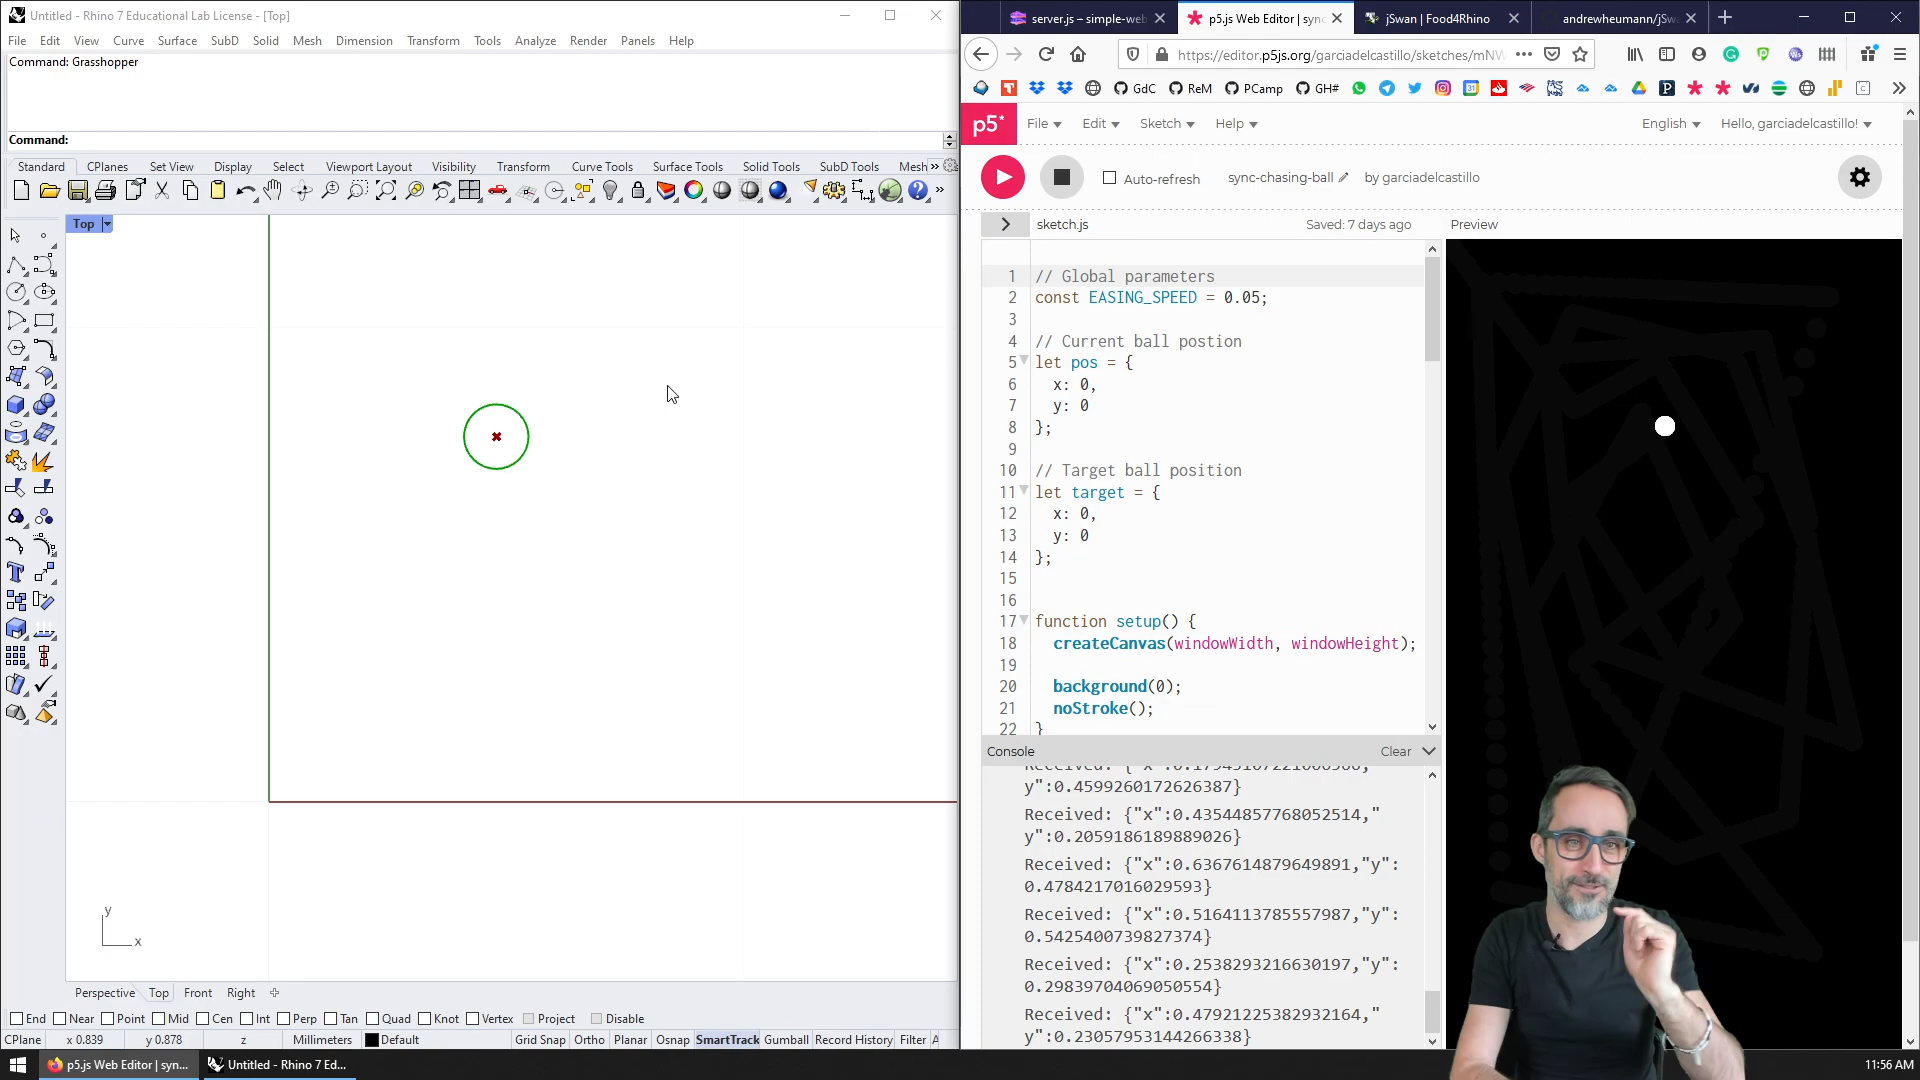 Untitled - Rhino 7 Educational Lab License - [Top]
File Edit View Curve Surface SubD Solid Mesh Dimension Transform Tools Analyze Render Panels Help
Command: Grasshopper
Command:
Standard CPlanes Set View Display Select Viewport Layout Visibility Transform Curve Tools Surface Tools Solid Tools SubD Tools Mesh »
Top
y
x
Perspective Top Front Right
End Near Point Mid Cen Int Perp Tan Quad Knot Vertex Project Disable
CPlane x 0.839 y 0.878 z Millimeters Default Grid Snap Ortho Planar Osnap SmartTrack Gumball Record History Filter
server.js – simple-web
p5.js Web Editor | sync
jSwan | Food4Rhino
andrewheumann/jSwa
https://editor.p5js.org/garciadelcastillo/sketches/mNW
GdC ReM PCamp GH#
p5* File Edit Sketch Help English Hello, garciadelcastillo!
Auto-refresh sync-chasing-ball by garciadelcastillo
sketch.js Saved: 7 days ago Preview
1 // Global parameters
2 const EASING_SPEED = 0.05;
3
4 // Current ball postion
5 let pos = {
6 x: 0,
7 y: 0
8 };
9
10 // Target ball position
11 let target = {
12 x: 0,
13 y: 0
14 };
15
16
17 function setup() {
18 createCanvas(windowWidth, windowHeight);
19
20 background(0);
21 noStroke();
22 }
Console Clear
y":0.4599260172626387}
Received: {"x":0.43544857768052514,"
y":0.2059186189889026}
Received: {"x":0.6367614879649891,"y":
0.4784217016029593}
Received: {"x":0.5164113785557987,"y":
0.5425400739827374}
Received: {"x":0.2538293216630197,"y":
0.29839704069050554}
Received: {"x":0.47921225382932164,"
y":0.23057953144266338}
p5.js Web Editor | syn...
Untitled - Rhino 7 Ed...
11:56 AM